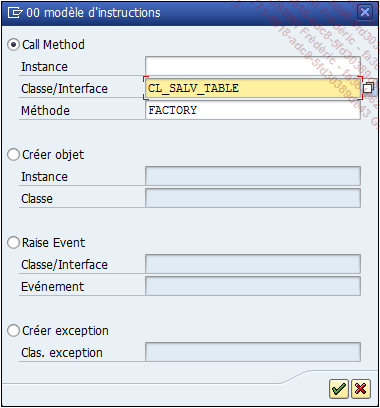 00 modèle d'instructions
Call Method
Instance
Classe/Interface CL_SALV_TABLE
Méthode FACTORY
Créer objet
Instance
Classe
Raise Event
Classe/Interface
Evénement
Créer exception
Clas. exception